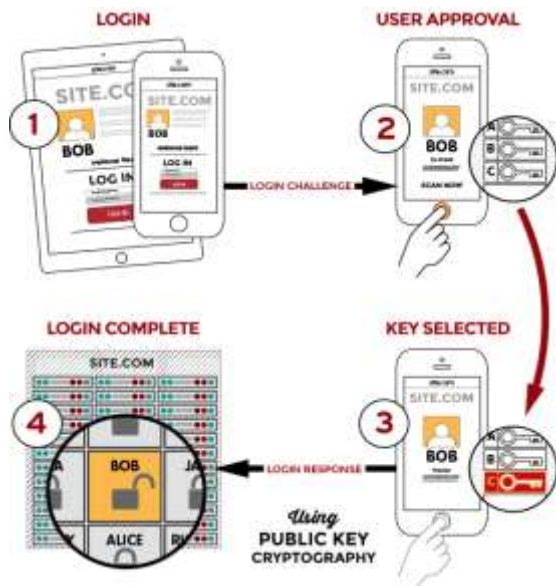 LOGIN
SITE.COM
BOB
LOG IN
SITE.COM
BOB
LOG IN
1
LOGIN CHALLENGE
USER APPROVAL
SITE.COM
BOB
SCAN NOW
2
A
B
C
LOGIN COMPLETE
SITE.COM
4
A
BOB
JA
Y
ALICE
RU
LOGIN RESPONSE
KEY SELECTED
SITE.COM
BOB
3
A
B
C
Using
PUBLIC KEY
CRYPTOGRAPHY